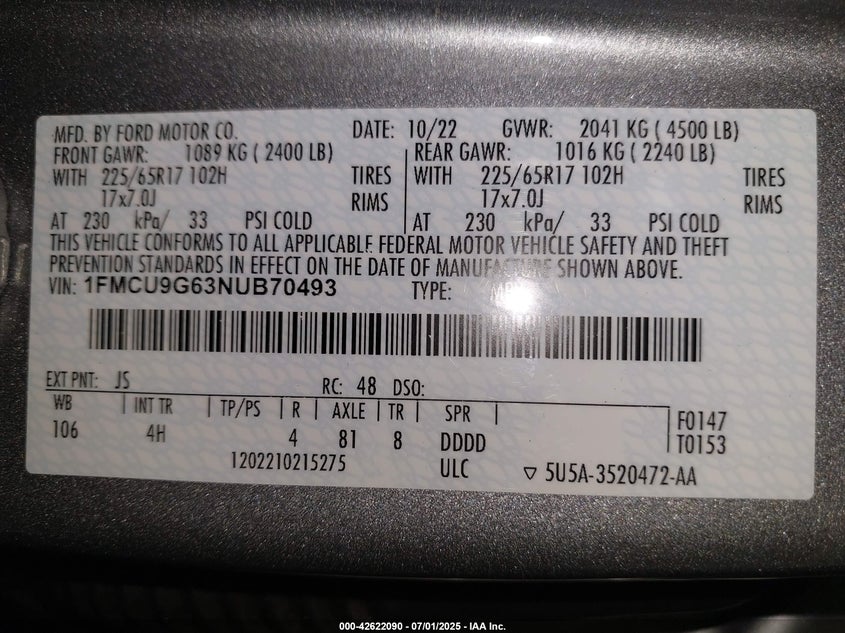 MFD. BY FORD MOTOR CO. DATE: 10/22 GVWR: 2041 KG ( 4500 LB)
FRONT GAWR: 1089 KG ( 2400 LB) REAR GAWR: 1016 KG ( 2240 LB)
WITH 225/65R17 102H TIRES WITH 225/65R17 102H TIRES
17x7.0J RIMS 17x7.0J RIMS
AT 230 kPa/ 33 PSI COLD AT 230 kPa/ 33 PSI COLD
THIS VEHICLE CONFORMS TO ALL APPLICABLE FEDERAL MOTOR VEHICLE SAFETY AND THEFT
PREVENTION STANDARDS IN EFFECT ON THE DATE OF MANUFACTURE SHOWN ABOVE.
VIN: 1FMCU9G63NUB70493 TYPE:
EXT PNT: JS RC: 48 DSO:
WB INT TR TP/PS R AXLE TR SPR F0147
106 4H 4 81 8 DDDD T0153
1202210215275 ULC ▽ 5U5A-3520472-AA
000-42622090 - 07/01/2025 - IAA Inc.